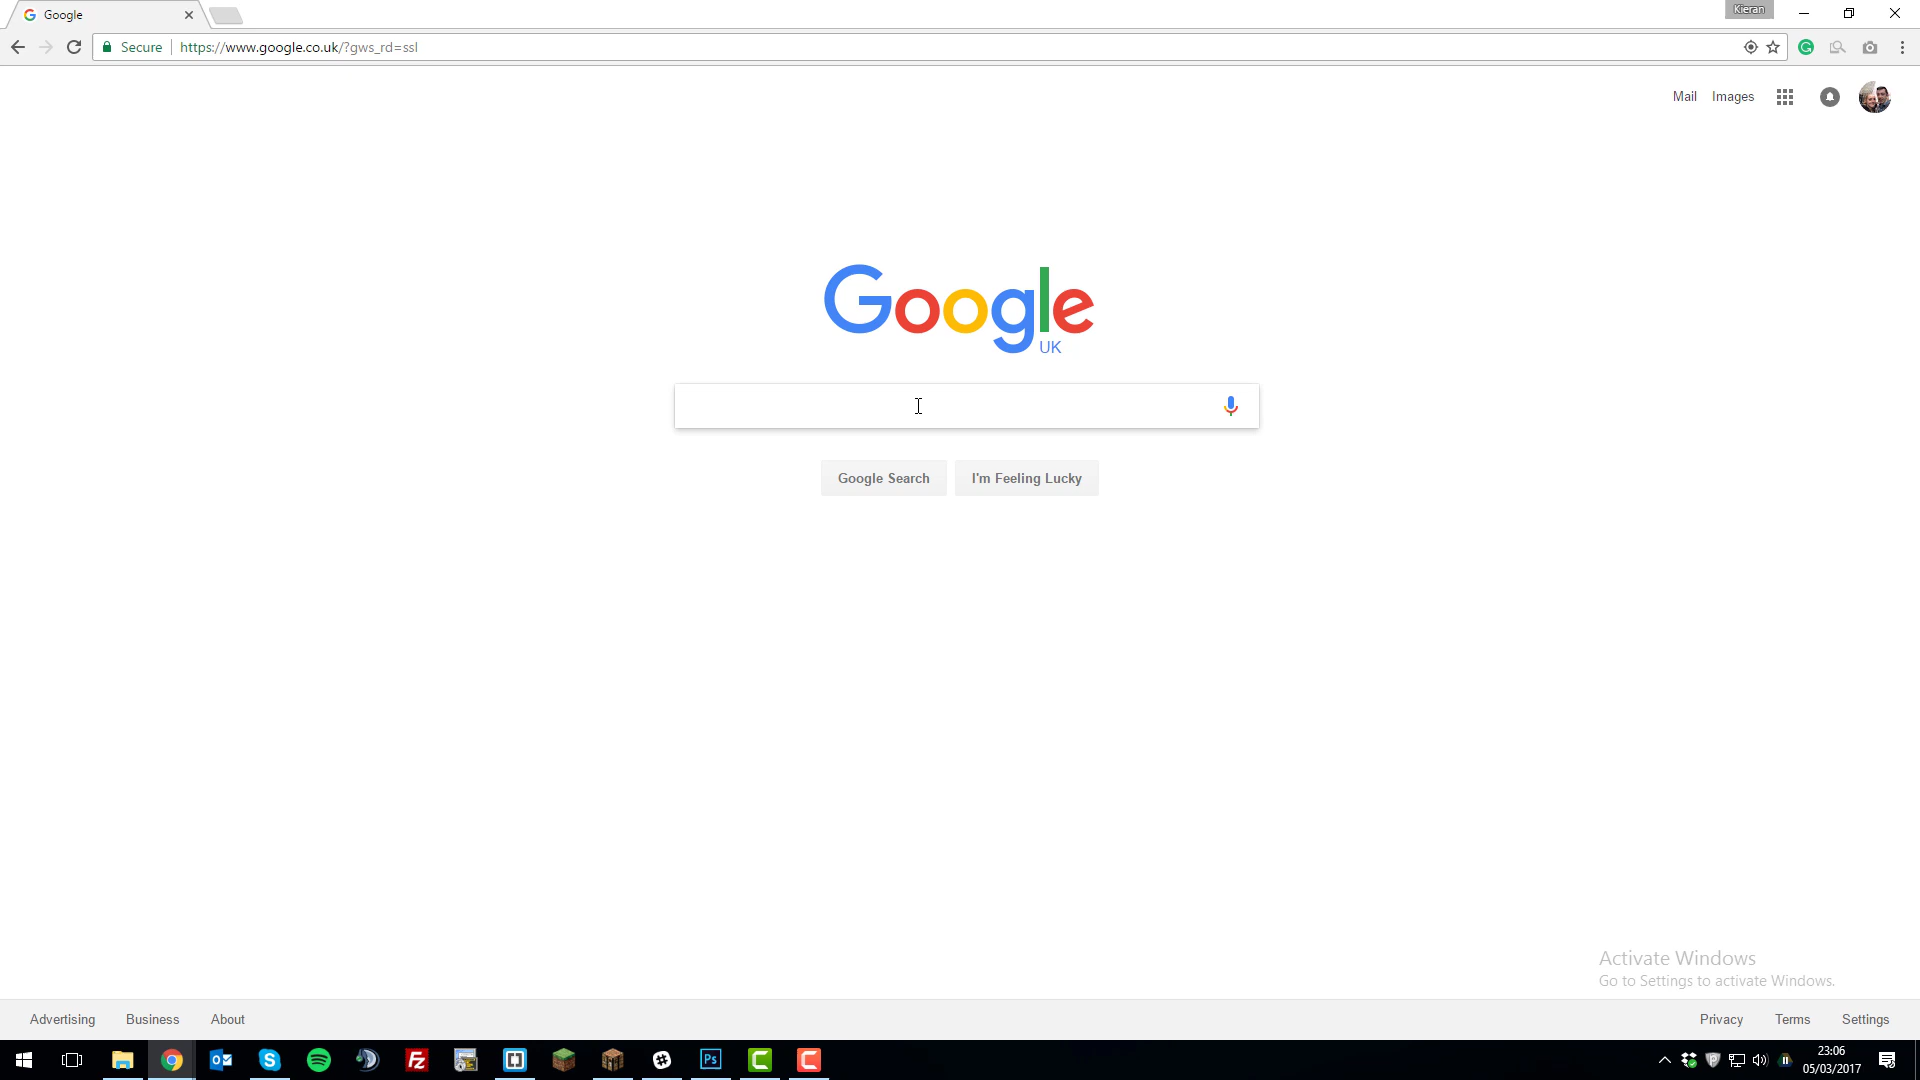 Google
Kieran
Secure
https://www.google.co.uk/?gws_rd=ssl
Mail
Images
Google
UK
Google Search
I'm Feeling Lucky
Activate Windows
Go to Settings to activate Windows.
Advertising
Business
About
Privacy
Terms
Settings
Ps
23:06
05/03/2017